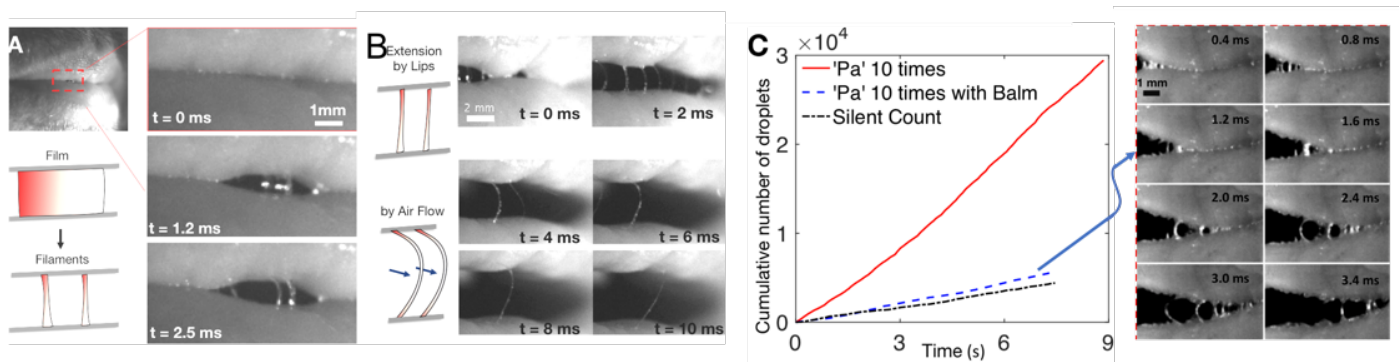 A
t = 0 ms
1mm
Film
t = 1.2 ms
Filaments
t = 2.5 ms
B
Extension
by Lips
2 mm
t = 0 ms
t = 2 ms
by Air Flow
t = 4 ms
t = 6 ms
t = 8 ms
t = 10 ms
C
×10⁴
Cumulative number of droplets
3
2
1
0
0
3
6
9
Time (s)
'Pa' 10 times
'Pa' 10 times with Balm
Silent Count
0.4 ms
0.8 ms
1 mm
1.2 ms
1.6 ms
2.0 ms
2.4 ms
3.0 ms
3.4 ms